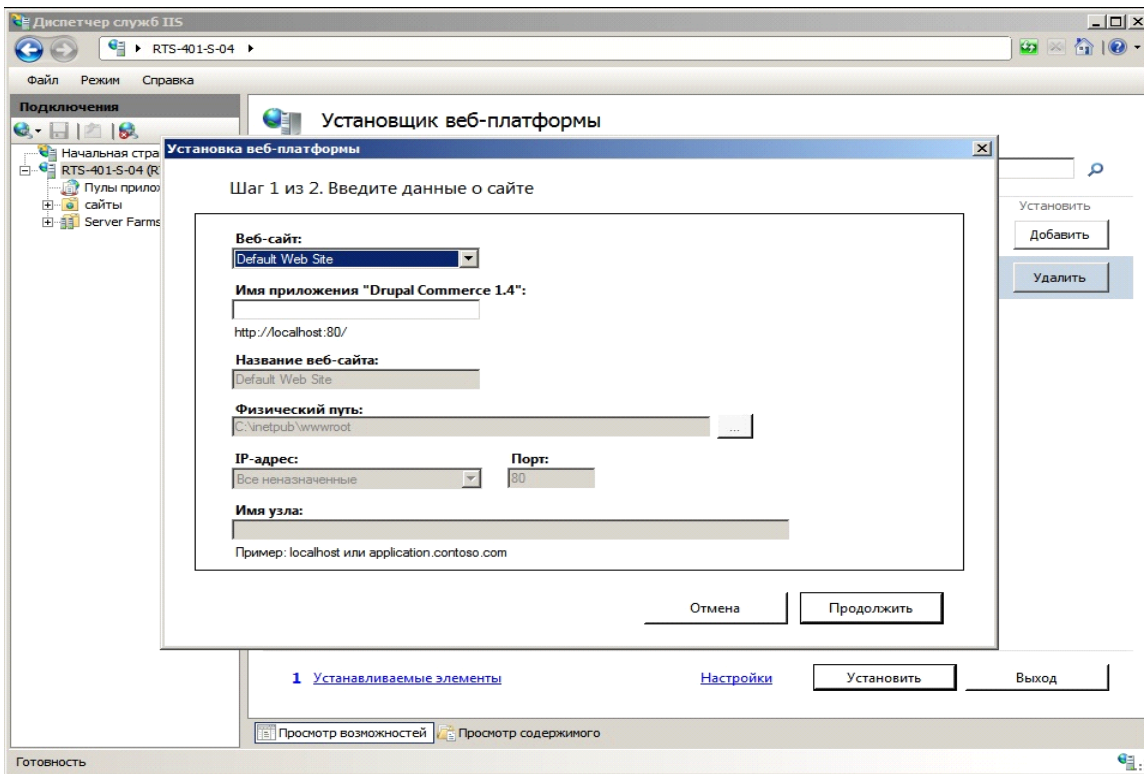 Диспетчер служб IIS
RTS-401-S-04
Файл Режим Справка
Подключения
Начальная стра
RTS-401-S-04 (R
Пулы прилож
сайты
Server Farms
Установщик веб-платформы
Установить
Добавить
Удалить
Установка веб-платформы
Шаг 1 из 2. Введите данные о сайте
Веб-сайт:
Default Web Site
Имя приложения "Drupal Commerce 1.4":
http://localhost:80/
Название веб-сайта:
Default Web Site
Физический путь:
C:\inetpub\wwwroot
...
IP-адрес: Порт:
Все неназначенные 80
Имя узла:
Пример: localhost или application.contoso.com
Отмена Продолжить
1 Устанавливаемые элементы Настройки Установить Выход
Просмотр возможностей Просмотр содержимого
Готовность